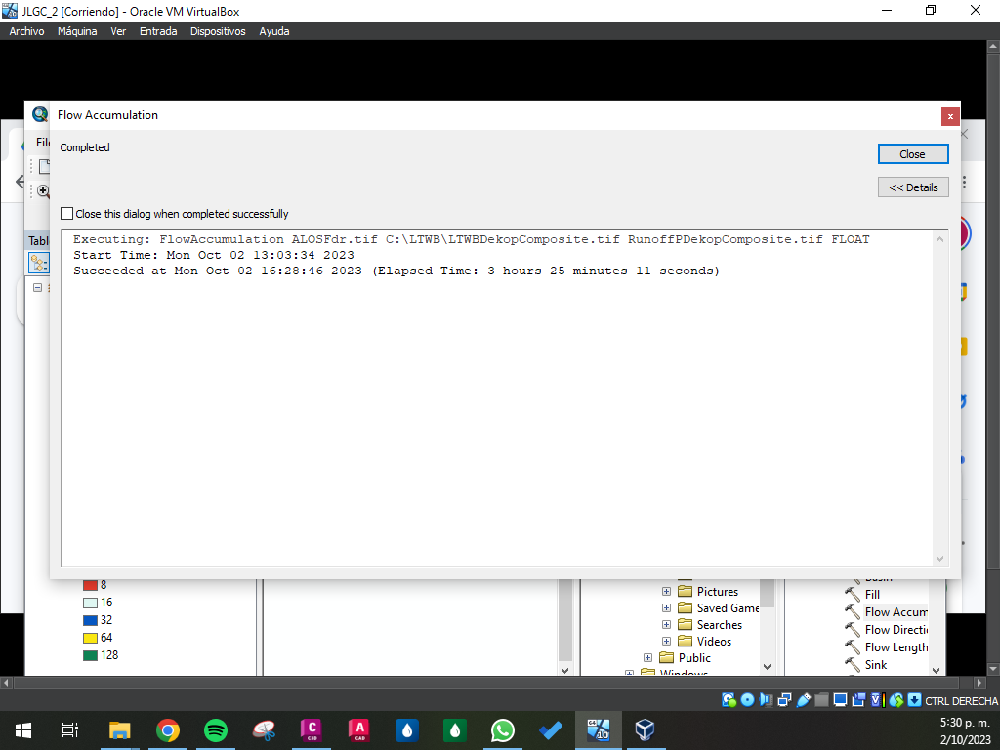 JLGC_2 [Corriendo] - Oracle VM VirtualBox
Archivo Máquina Ver Entrada Dispositivos Ayuda
Flow Accumulation
x
File
Completed
Close
<< Details
Close this dialog when completed successfully
Executing: FlowAccumulation ALOSFdr.tif C:\LTWB\LTWBDekopComposite.tif RunoffPDekopComposite.tif FLOAT
Start Time: Mon Oct 02 13:03:34 2023
Succeeded at Mon Oct 02 16:28:46 2023 (Elapsed Time: 3 hours 25 minutes 11 seconds)
Tabl
8
16
32
64
128
Pictures
Saved Game
Searches
Videos
Public
Windows
Basin
Fill
Flow Accum
Flow Directi
Flow Length
Sink
CTRL DERECHA
5:30 p. m.
2/10/2023